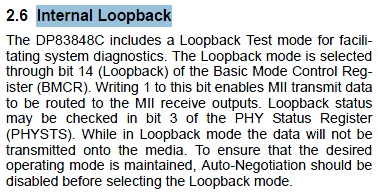 2.6 Internal Loopback
The DP83848C includes a Loopback Test mode for facili-
tating system diagnostics. The Loopback mode is selected
through bit 14 (Loopback) of the Basic Mode Control Reg-
ister (BMCR). Writing 1 to this bit enables MII transmit data
to be routed to the MII receive outputs. Loopback status
may be checked in bit 3 of the PHY Status Register
(PHYSTS). While in Loopback mode the data will not be
transmitted onto the media. To ensure that the desired
operating mode is maintained, Auto-Negotiation should be
disabled before selecting the Loopback mode.